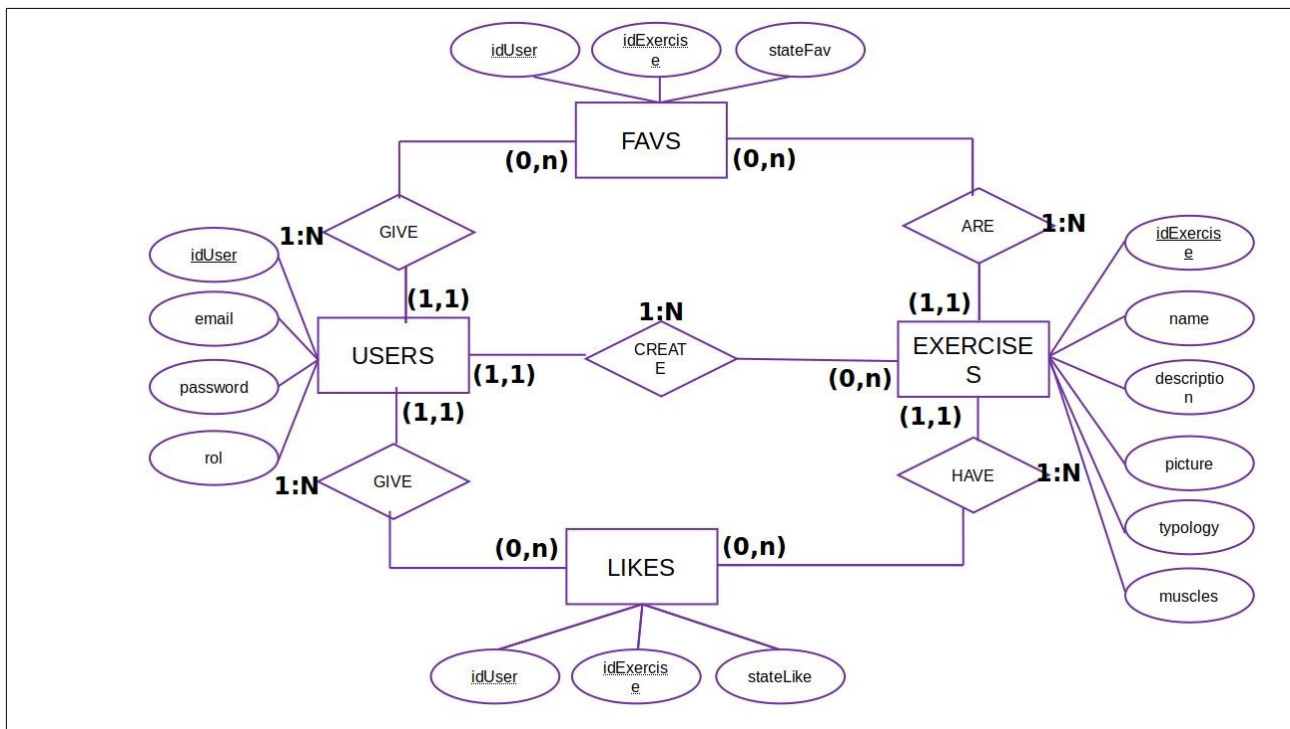 idUser
idExercis
e
stateFav
FAVS
(0,n)
(0,n)
GIVE
1:N
ARE
1:N
idUser
email
password
rol
(1,1)
USERS
(1,1)
(1,1)
1:N
CREAT
E
(1,1)
EXERCISE
S
(0,n)
(1,1)
idExercis
e
name
descriptio
n
picture
typology
muscles
1:N
GIVE
HAVE
1:N
(0,n)
(0,n)
LIKES
idUser
idExercis
e
stateLike